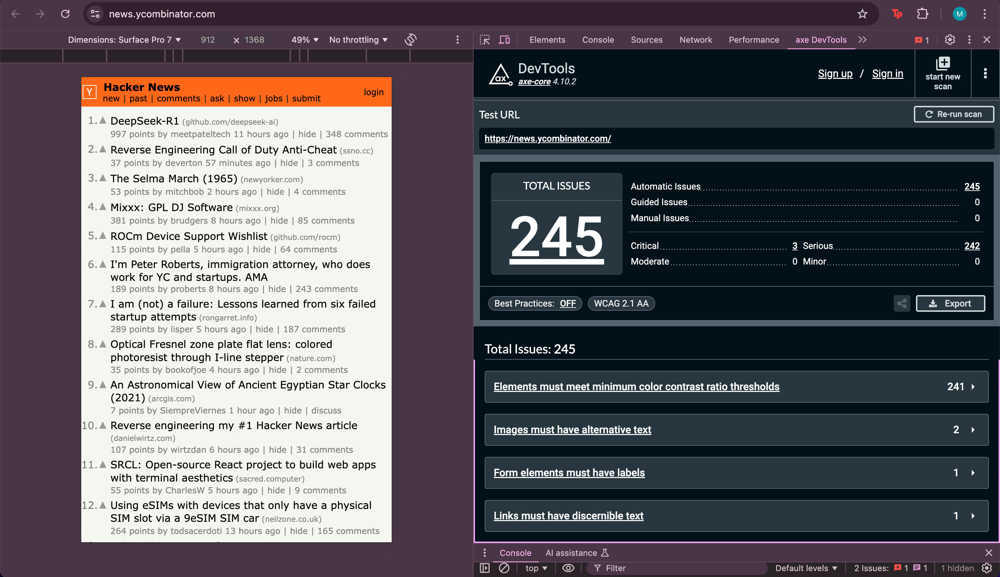 news.ycombinator.com
Tp
M
Dimensions: Surface Pro 7 912 x 1368 49% No throttling
Elements Console Sources Network Performance axe DevTools 1
Y
Hacker News
new | past | comments | ask | show | jobs | submit
login
1. DeepSeek-R1 (github.com/deepseek-ai)
997 points by meetpateltech 11 hours ago | hide | 348 comments
2. Reverse Engineering Call of Duty Anti-Cheat (ssno.cc)
37 points by deverton 57 minutes ago | hide | 3 comments
3. The Selma March (1965) (newyorker.com)
53 points by mitchbob 2 hours ago | hide | 4 comments
4. Mixxx: GPL DJ Software (mixxx.org)
381 points by brudgers 8 hours ago | hide | 85 comments
5. ROCm Device Support Wishlist (github.com/rocm)
115 points by pella 5 hours ago | hide | 64 comments
6. I'm Peter Roberts, immigration attorney, who does
work for YC and startups. AMA
189 points by proberts 8 hours ago | hide | 243 comments
7. I am (not) a failure: Lessons learned from six failed
startup attempts (rongarret.info)
289 points by lisper 5 hours ago | hide | 187 comments
8. Optical Fresnel zone plate flat lens: colored
photoresist through I-line stepper (nature.com)
35 points by bookofjoe 4 hours ago | hide | 2 comments
9. An Astronomical View of Ancient Egyptian Star Clocks
(2021) (arcgis.com)
7 points by SiempreViernes 1 hour ago | hide | discuss
10. Reverse engineering my #1 Hacker News article
(danielwirtz.com)
107 points by wirtzdan 6 hours ago | hide | 31 comments
11. SRCL: Open-source React project to build web apps
with terminal aesthetics (sacred.computer)
55 points by CharlesW 5 hours ago | hide | 9 comments
12. Using eSIMs with devices that only have a physical
SIM slot via a 9eSIM SIM car (neilzone.co.uk)
264 points by todsacerdoti 13 hours ago | hide | 165 comments
ax
DevTools
axe-core 4.10.2
Sign up / Sign in
start new
scan
Test URL
Re-run scan
https://news.ycombinator.com/
TOTAL ISSUES
245
Automatic Issues 245
Guided Issues 0
Manual Issues 0
Critical 3 Serious 242
Moderate 0 Minor 0
Best Practices: OFF WCAG 2.1 AA
Export
Total Issues: 245
Elements must meet minimum color contrast ratio thresholds 241
Images must have alternative text 2
Form elements must have labels 1
Links must have discernible text 1
Console AI assistance
top Filter Default levels 2 Issues: 1 1 1 hidden